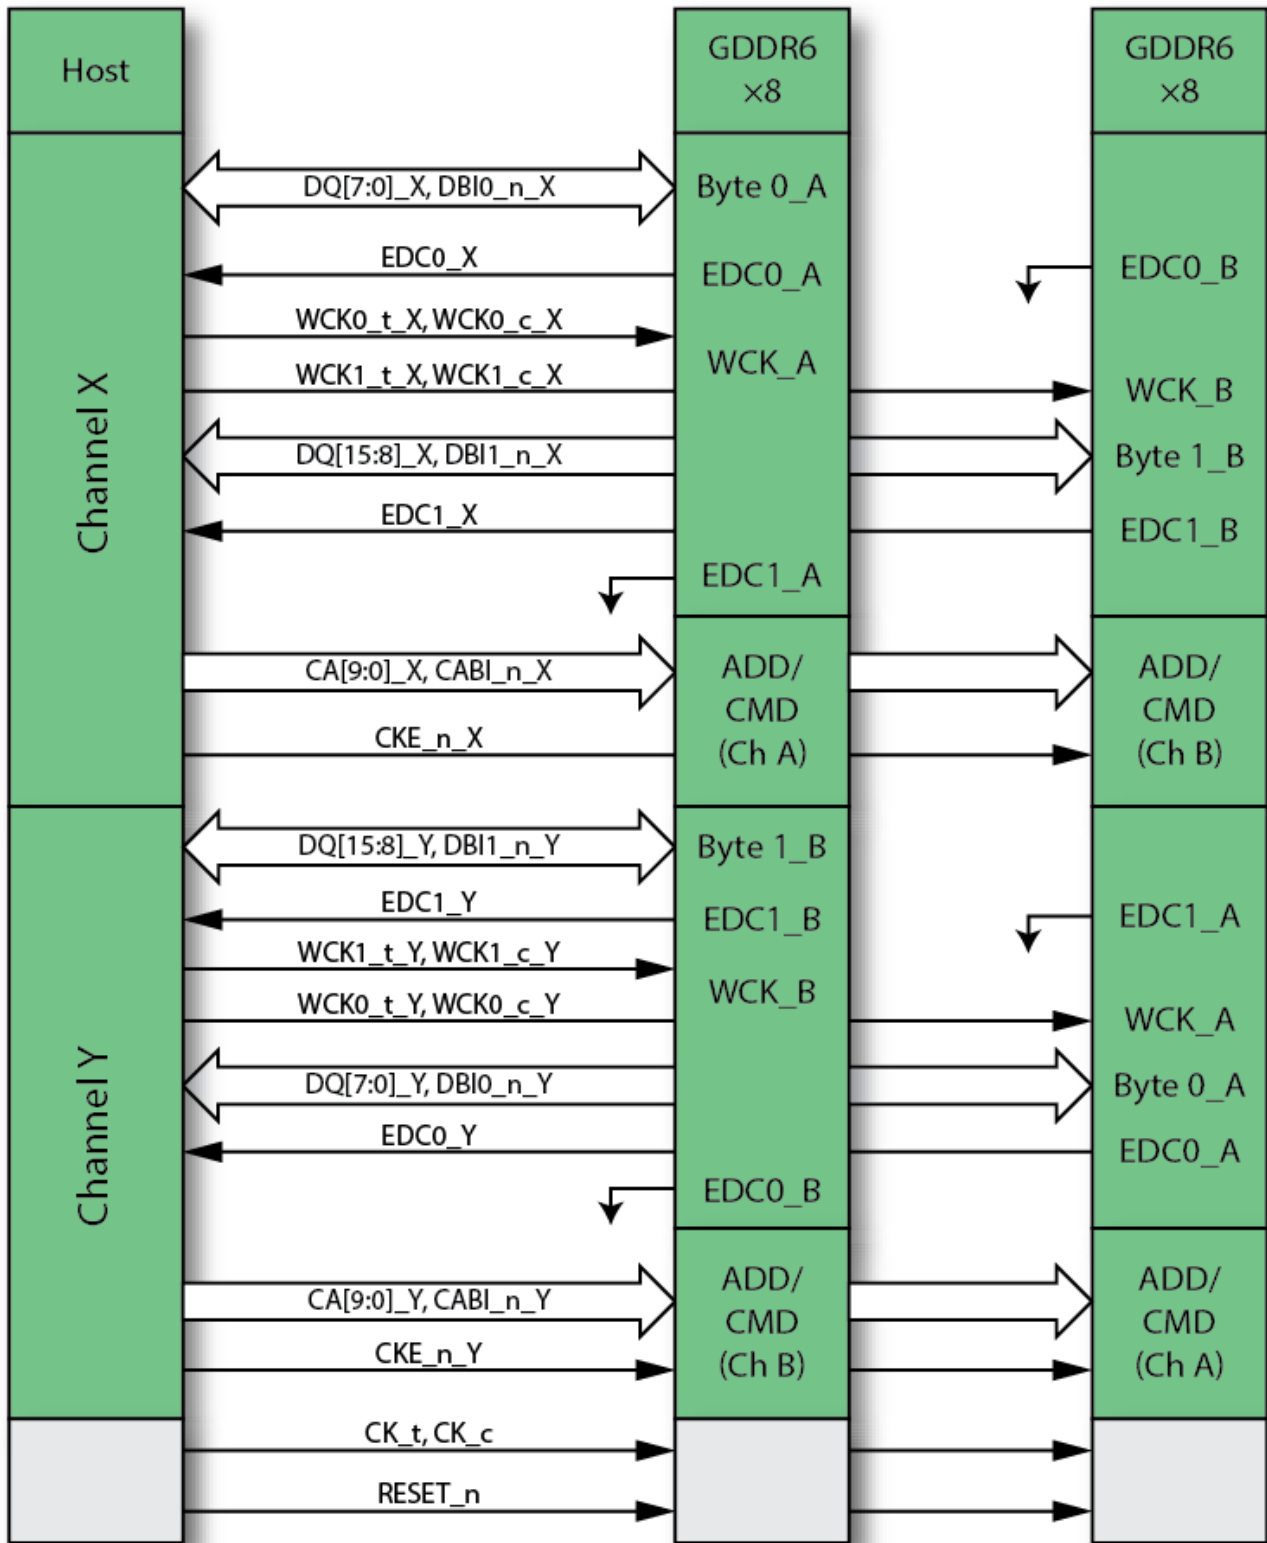 Host
GDDR6
×8
GDDR6
×8
Channel X
DQ[7:0]_X, DBI0_n_X
Byte 0_A
EDC0_X
EDC0_A
EDC0_B
WCK0_t_X, WCK0_c_X
WCK_A
WCK1_t_X, WCK1_c_X
WCK_B
DQ[15:8]_X, DBI1_n_X
Byte 1_B
EDC1_X
EDC1_B
EDC1_A
CA[9:0]_X, CABI_n_X
ADD/
CMD
(Ch A)
ADD/
CMD
(Ch B)
CKE_n_X
Channel Y
DQ[15:8]_Y, DBI1_n_Y
Byte 1_B
EDC1_Y
EDC1_B
EDC1_A
WCK1_t_Y, WCK1_c_Y
WCK_B
WCK0_t_Y, WCK0_c_Y
WCK_A
DQ[7:0]_Y, DBI0_n_Y
Byte 0_A
EDC0_Y
EDC0_A
EDC0_B
CA[9:0]_Y, CABI_n_Y
ADD/
CMD
(Ch B)
ADD/
CMD
(Ch A)
CKE_n_Y
CK_t, CK_c
RESET_n